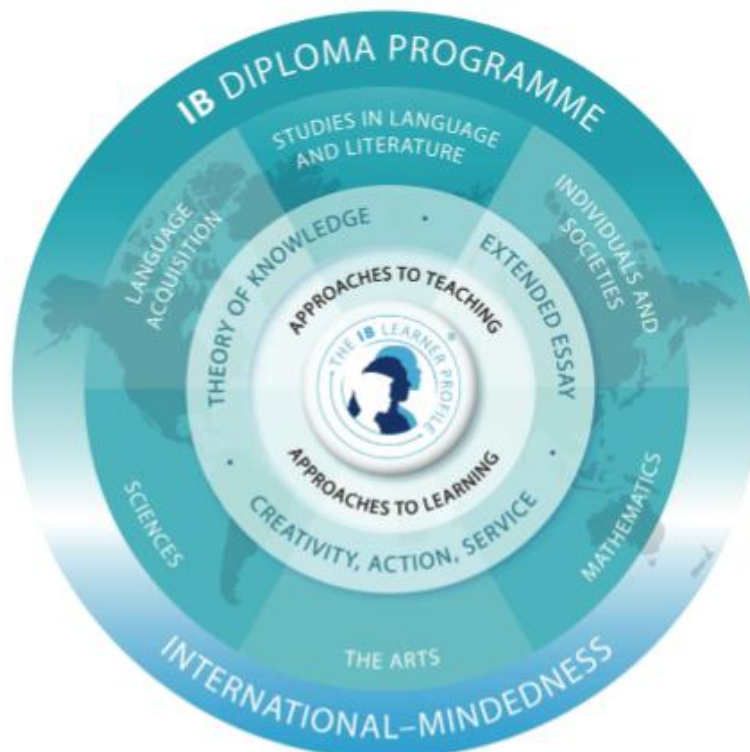 IB DIPLOMA PROGRAMME
STUDIES IN LANGUAGE
AND LITERATURE
LANGUAGE
ACQUISITION
INDIVIDUALS AND
SOCIETIES
THEORY OF KNOWLEDGE
EXTENDED ESSAY
APPROACHES TO TEACHING
THE IB LEARNER PROFILE
®
APPROACHES TO LEARNING
CREATIVITY, ACTION, SERVICE
SCIENCES
MATHEMATICS
THE ARTS
INTERNATIONAL–MINDEDNESS